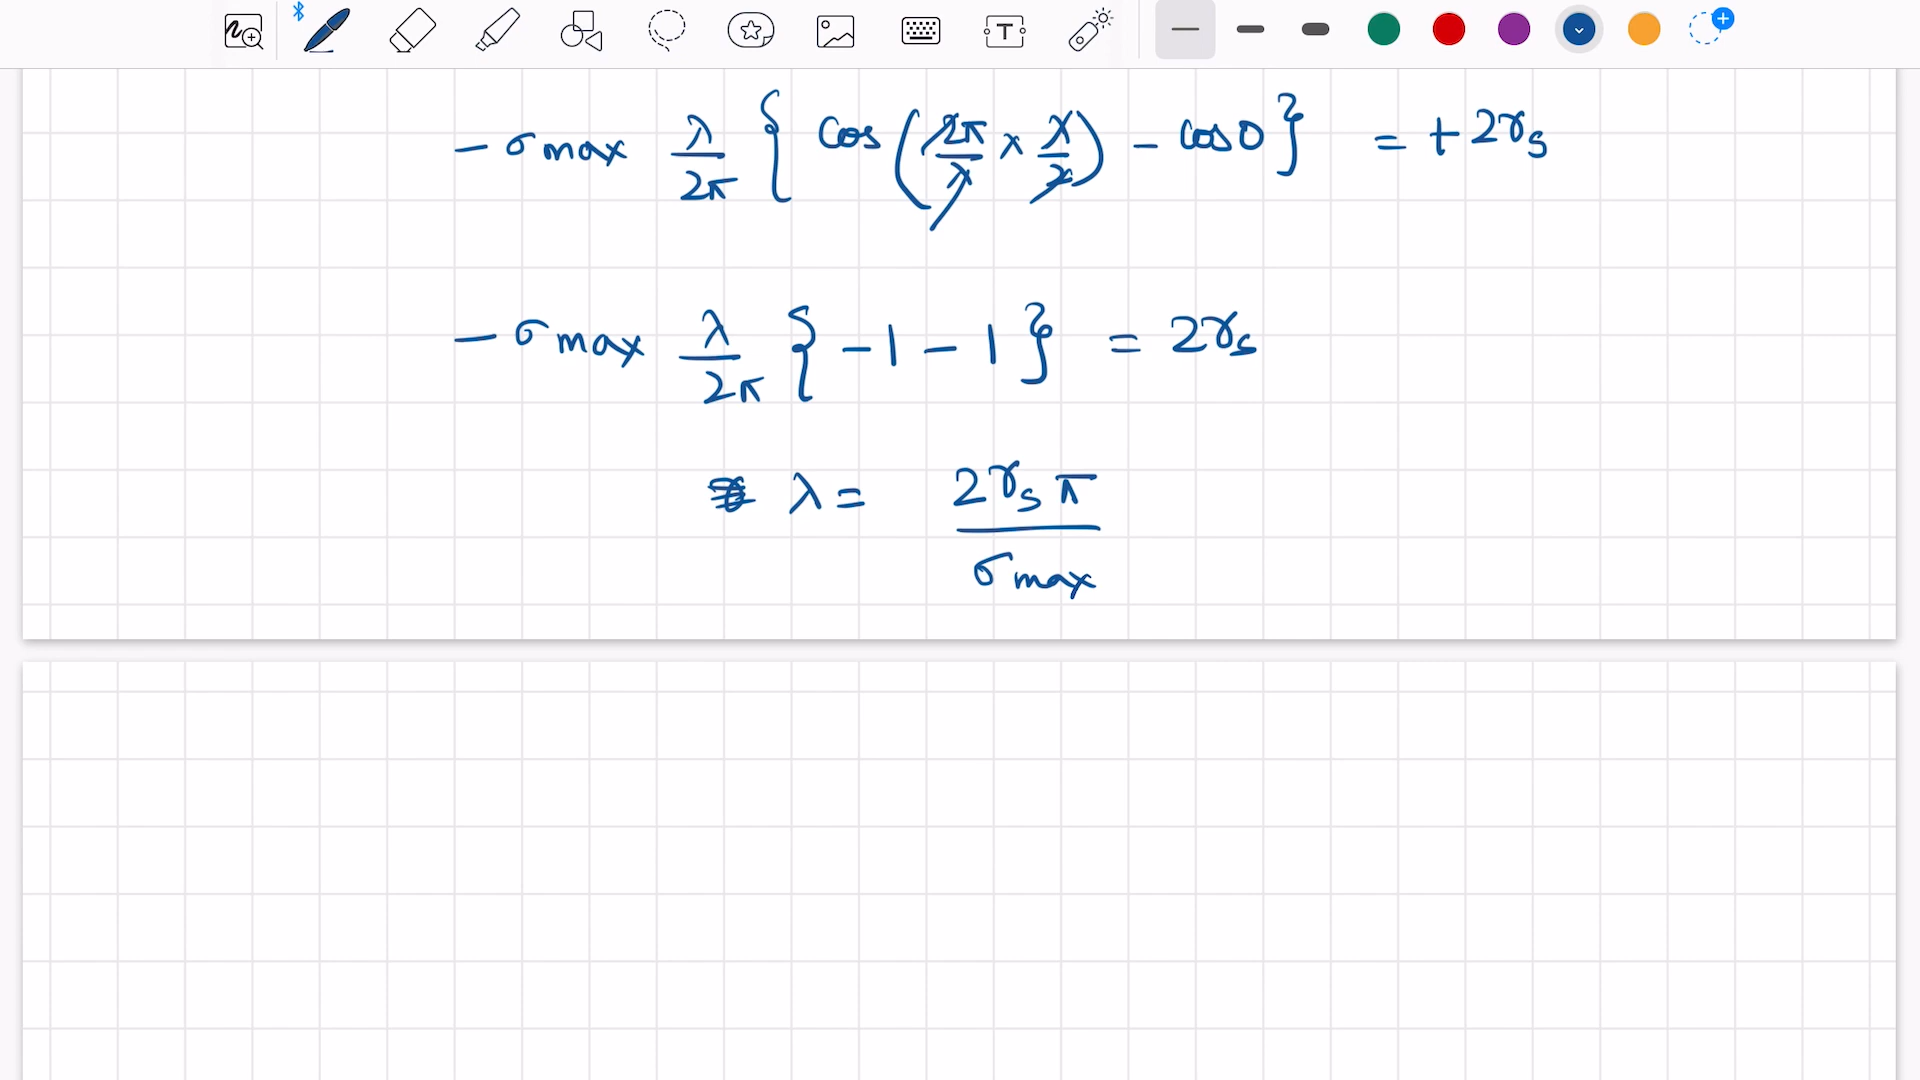 - σmax λ/2π { cos (2π/λ × λ/2) - cos 0 } = + 2γs
- σmax λ/2π { -1 - 1 } = 2γs
λ = 2γs π / σmax